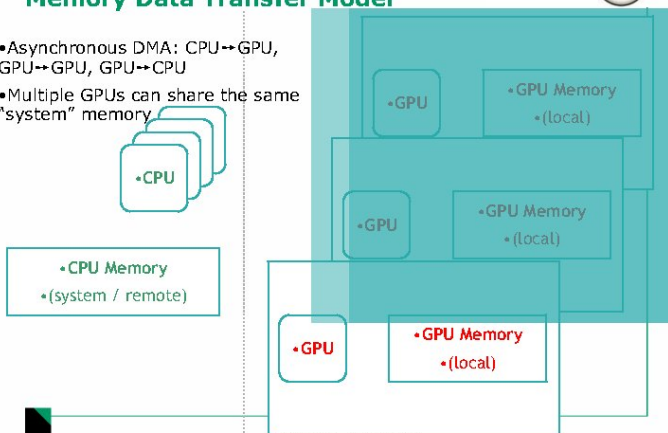 Memory Data Transfer Model
•Asynchronous DMA: CPU↔GPU,
GPU↔GPU, GPU↔CPU
•Multiple GPUs can share the same
"system" memory
•GPU
•GPU Memory
•(local)
•CPU
•GPU
•GPU Memory
•(local)
•CPU Memory
•(system / remote)
•GPU
•GPU Memory
•(local)